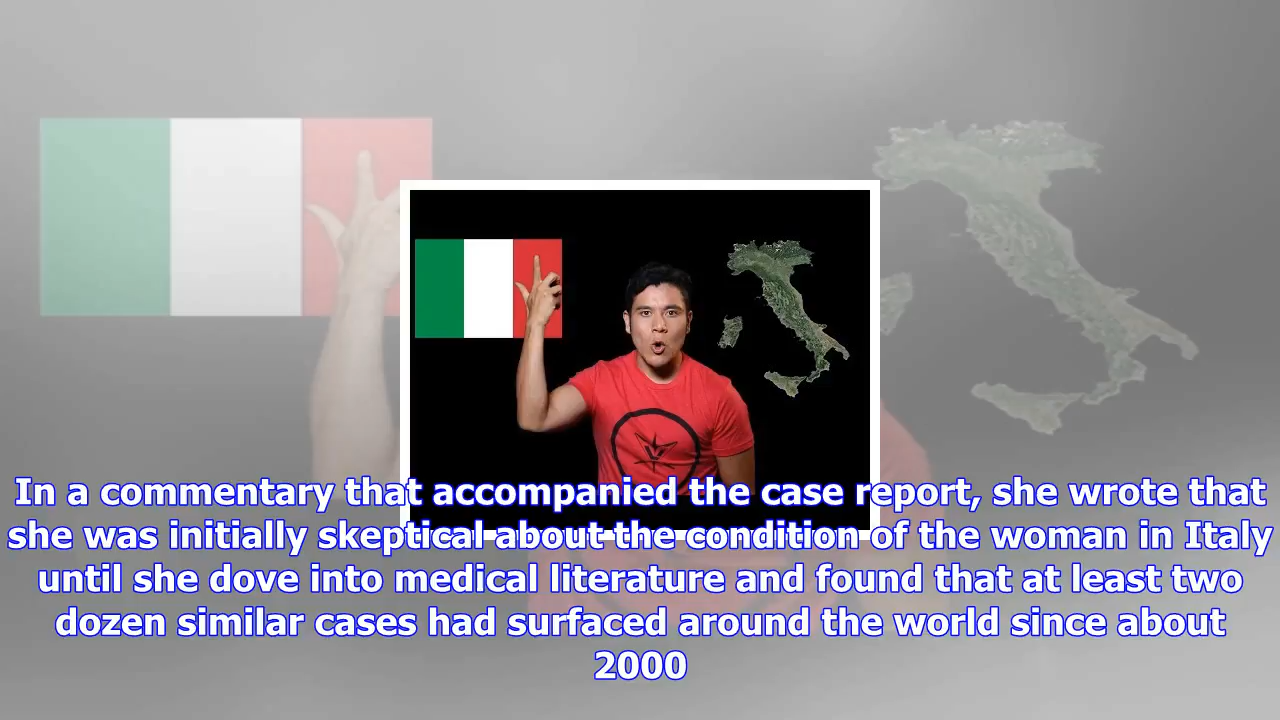 In a commentary that accompanied the case report, she wrote that
she was initially skeptical about the condition of the woman in Italy
until she dove into medical literature and found that at least two
dozen similar cases had surfaced around the world since about
2000